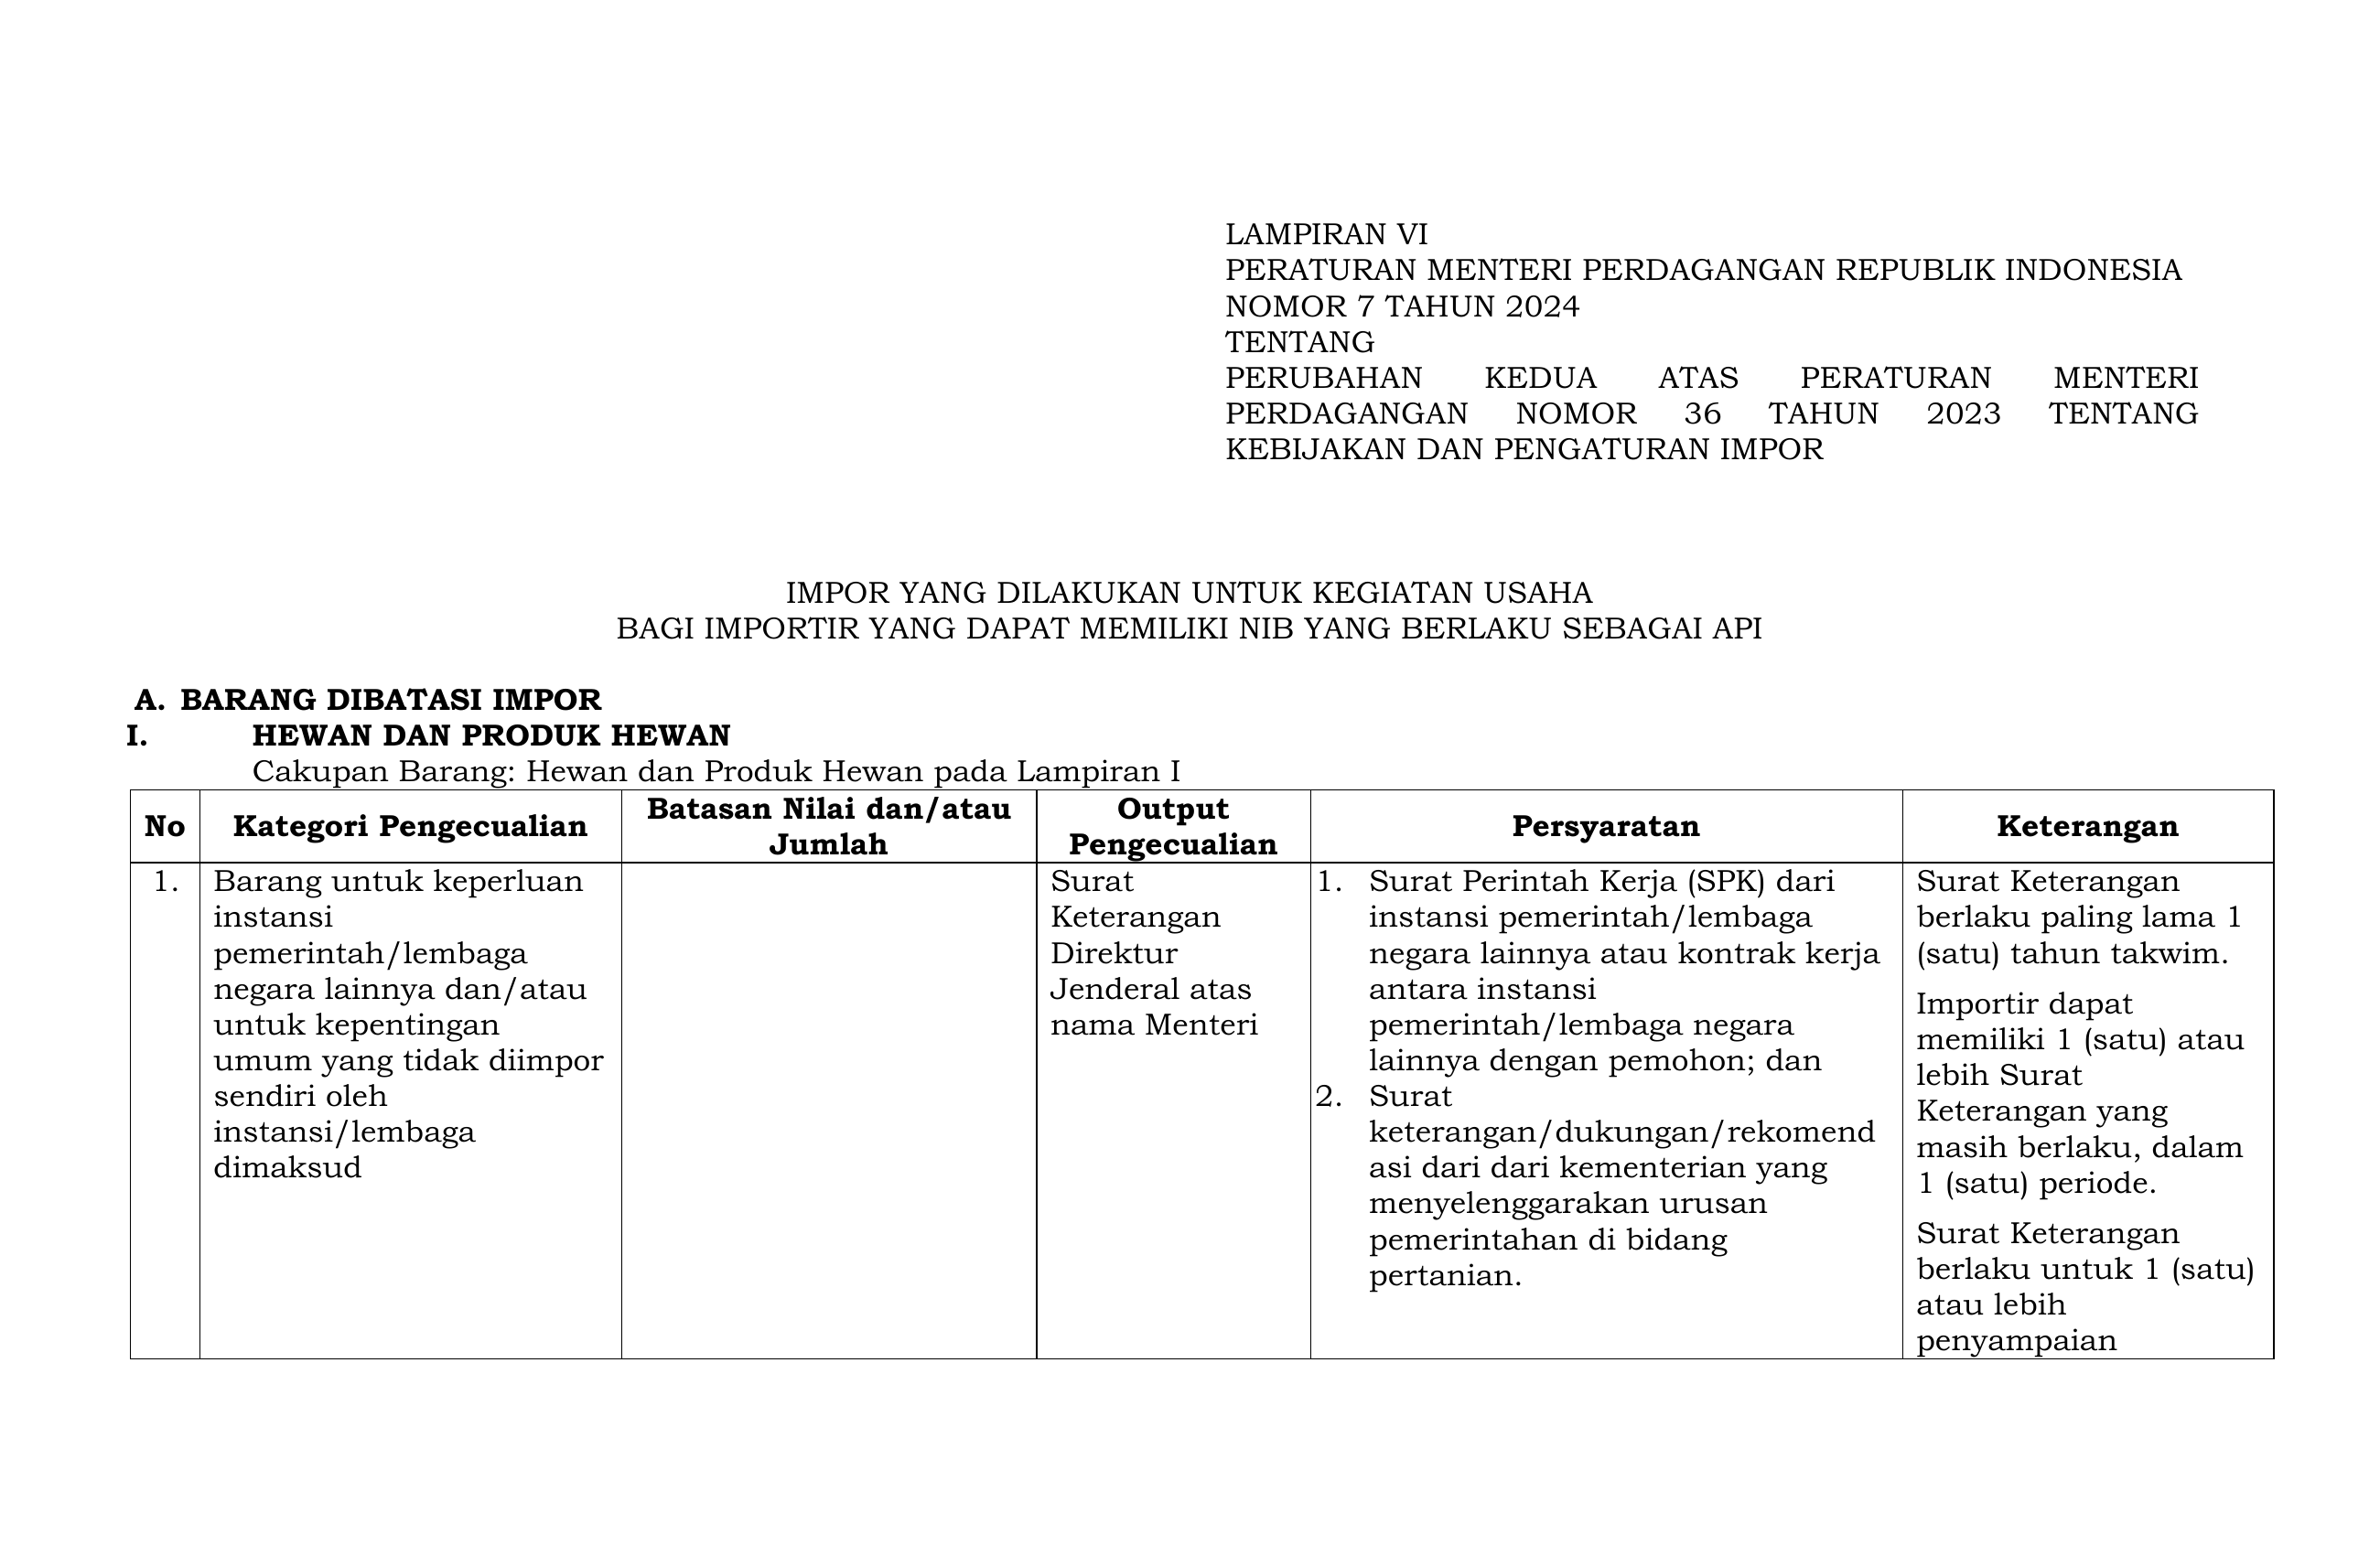 LAMPIRAN VI
PERATURAN MENTERI PERDAGANGAN REPUBLIK INDONESIA
NOMOR 7 TAHUN 2024
TENTANG
PERUBAHAN KEDUA ATAS PERATURAN MENTERI
PERDAGANGAN NOMOR 36 TAHUN 2023 TENTANG
KEBIJAKAN DAN PENGATURAN IMPOR
IMPOR YANG DILAKUKAN UNTUK KEGIATAN USAHA
BAGI IMPORTIR YANG DAPAT MEMILIKI NIB YANG BERLAKU SEBAGAI API
A. BARANG DIBATASI IMPOR
I. HEWAN DAN PRODUK HEWAN
Cakupan Barang: Hewan dan Produk Hewan pada Lampiran I
No
Kategori Pengecualian
Batasan Nilai dan/atau
Jumlah
Output
Pengecualian
Persyaratan
Keterangan
1.
Barang untuk keperluan
instansi
pemerintah/lembaga
negara lainnya dan/atau
untuk kepentingan
umum yang tidak diimpor
sendiri oleh
instansi/lembaga
dimaksud
Surat
Keterangan
Direktur
Jenderal atas
nama Menteri
1. Surat Perintah Kerja (SPK) dari
instansi pemerintah/lembaga
negara lainnya atau kontrak kerja
antara instansi
pemerintah/lembaga negara
lainnya dengan pemohon; dan
2. Surat
keterangan/dukungan/rekomend
asi dari dari kementerian yang
menyelenggarakan urusan
pemerintahan di bidang
pertanian.
Surat Keterangan
berlaku paling lama 1
(satu) tahun takwim.
Importir dapat
memiliki 1 (satu) atau
lebih Surat
Keterangan yang
masih berlaku, dalam
1 (satu) periode.
Surat Keterangan
berlaku untuk 1 (satu)
atau lebih
penyampaian